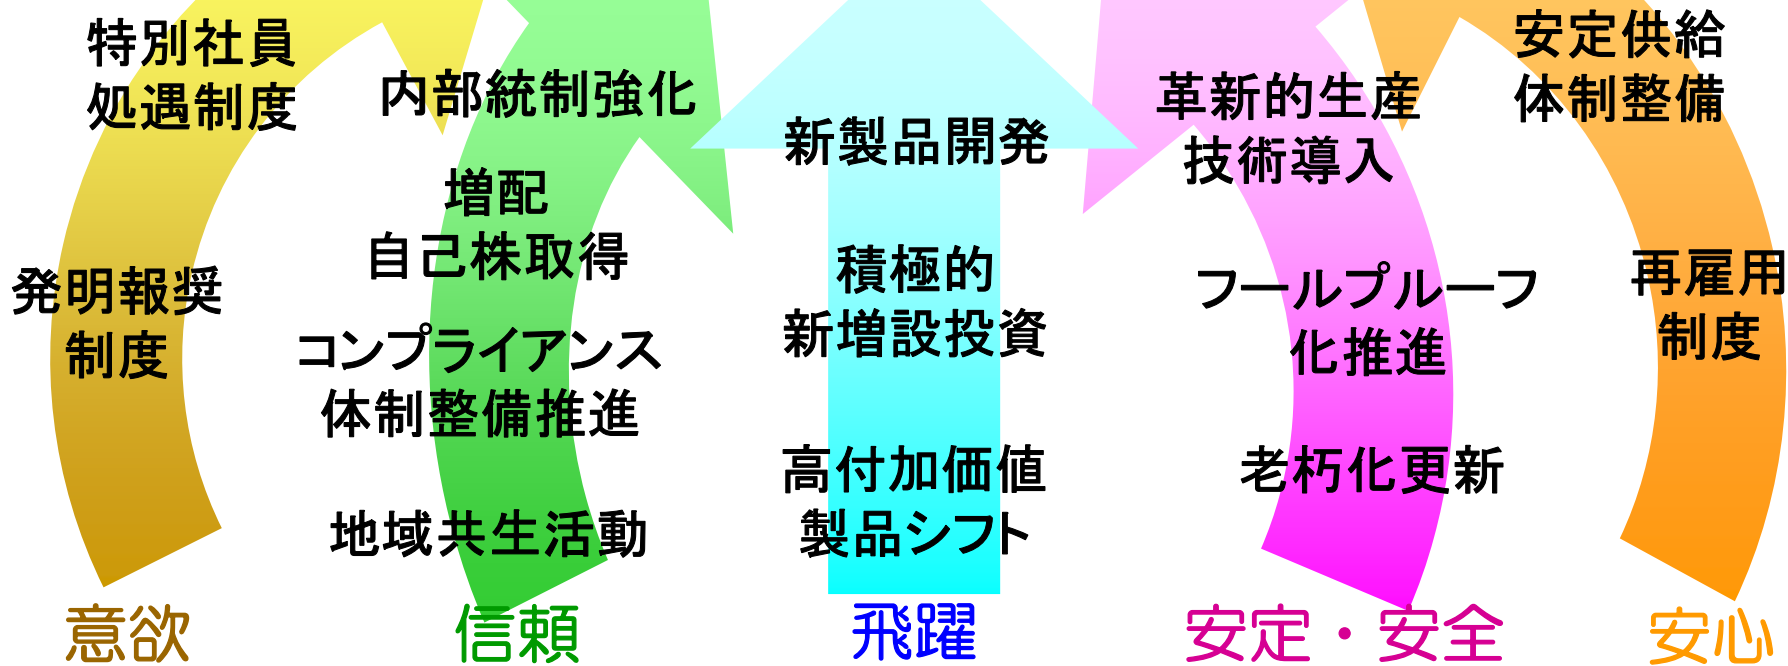 特別社員
処遇制度
発明報奨
制度
意欲
内部統制強化
増配
自己株取得
コンプライアンス
体制整備推進
地域共生活動
信頼
新製品開発
積極的
新増設投資
高付加価値
製品シフト
飛躍
革新的生産
技術導入
フールプルーフ
化推進
老朽化更新
安定・安全
安定供給
体制整備
再雇用
制度
安心